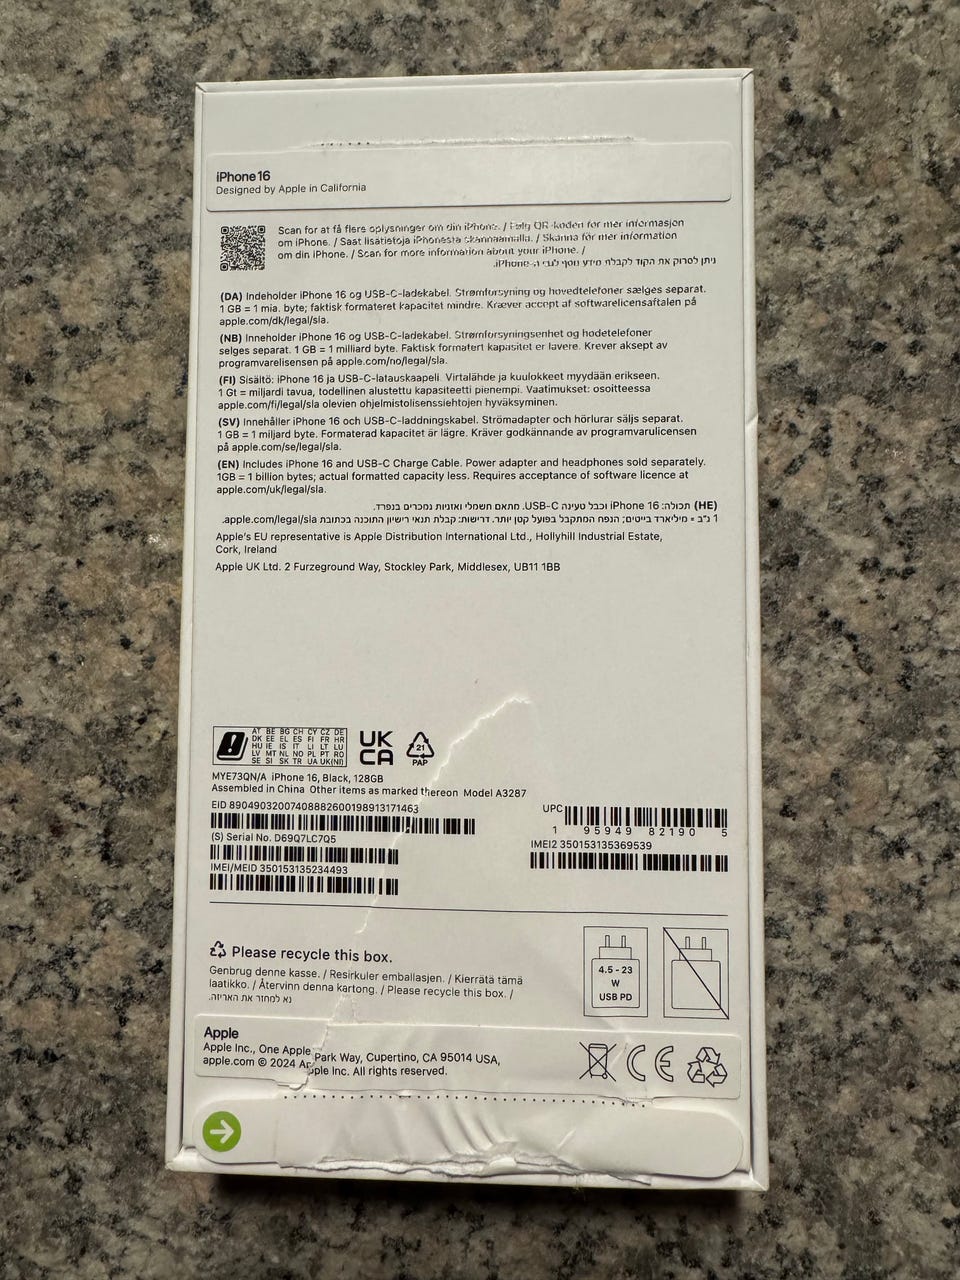 iPhone 16
Designed by Apple in California
Scan for at få flere oplysninger om din iPhone. / Følg QR-koden for mer informasjon
om iPhone. / Saat lisätietoja iPhonesta skannaamalla. / Skanna för mer information
om din iPhone. / Scan for more information about your iPhone. /
ניתן לסרוק את הקוד לקבלת מידע נוסף לגבי ה-iPhone.
(DA) Indeholder iPhone 16 og USB-C-ladekabel. Strømforsyning og hovedtelefoner sælges separat.
1 GB = 1 mia. byte; faktisk formateret kapacitet mindre. Kræver accept af softwarelicensaftalen på
apple.com/dk/legal/sla.
(NB) Inneholder iPhone 16 og USB-C-ladekabel. Strømforsyningsenhet og hodetelefoner
selges separat. 1 GB = 1 milliard byte. Faktisk formatert kapasitet er lavere. Krever aksept av
programvarelisensen på apple.com/no/legal/sla.
(FI) Sisältö: iPhone 16 ja USB-C-latauskaapeli. Virtalähde ja kuulokkeet myydään erikseen.
1 Gt = miljardi tavua, todellinen alustettu kapasiteetti pienempi. Vaatimukset: osoitteessa
apple.com/fi/legal/sla olevien ohjelmistolisenssiehtojen hyväksyminen.
(SV) Innehåller iPhone 16 och USB-C-laddningskabel. Strömadapter och hörlurar säljs separat.
1 GB = 1 miljard byte. Formaterad kapacitet är lägre. Kräver godkännande av programvarulicensen
på apple.com/se/legal/sla.
(EN) Includes iPhone 16 and USB-C Charge Cable. Power adapter and headphones sold separately.
1GB = 1 billion bytes; actual formatted capacity less. Requires acceptance of software licence at
apple.com/uk/legal/sla.
(HE) תכולה: iPhone 16 וכבל טעינה USB-C. מתאם חשמלי ואוזניות נמכרים בנפרד.
1 ג"ב = מיליארד בייטים; הנפח המתקבל בפועל קטן יותר. דרישות: קבלת תנאי רישיון התוכנה בכתובת apple.com/legal/sla.
Apple's EU representative is Apple Distribution International Ltd., Hollyhill Industrial Estate,
Cork, Ireland
Apple UK Ltd. 2 Furzeground Way, Stockley Park, Middlesex, UB11 1BB
AT BE BG CH CY CZ DE
DK EE EL ES FI FR HR
HU IE IS IT LI LT LU
LV MT NL NO PL PT RO
SE SI SK TR UA UK(NI)
UK
CA
21
PAP
MYE73QN/A iPhone 16, Black, 128GB
Assembled in China Other items as marked thereon Model A3287
EID 89049032007408882600198913171463
(S) Serial No. D69Q7LC7Q5
IMEI/MEID 350153135234493
UPC
1 95949 82190 5
IMEI2 350153135369539
Please recycle this box.
Genbrug denne kasse. / Resirkuler emballasjen. / Kierrätä tämä
laatikko. / Återvinn denna kartong. / Please recycle this box. /
נא למחזר את האריזה.
4.5 - 23
W
USB PD
Apple
Apple Inc., One Apple Park Way, Cupertino, CA 95014 USA,
apple.com © 2024 Apple Inc. All rights reserved.
CE